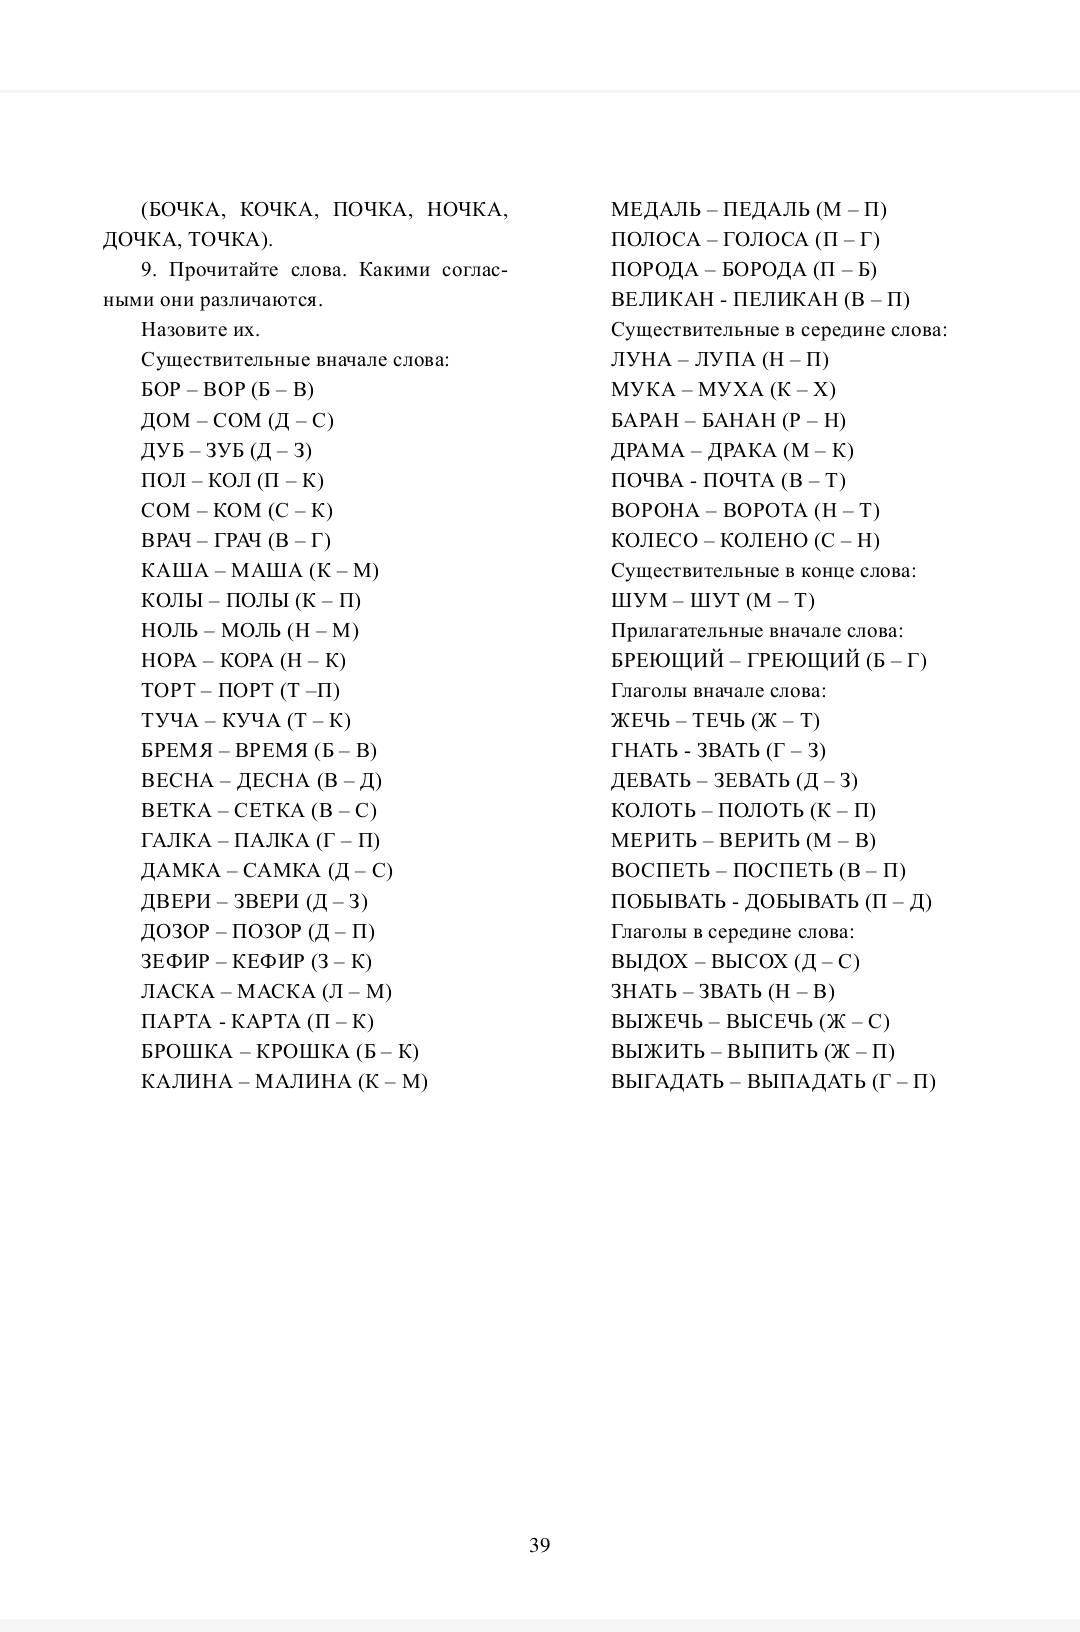 (БОЧКА, КОЧКА, ПОЧКА, НОЧКА,
ДОЧКА, ТОЧКА).
9. Прочитайте слова. Какими соглас-
ными они различаются.
Назовите их.
Существительные вначале слова:
БОР – ВОР (Б – В)
ДОМ – СОМ (Д – С)
ДУБ – ЗУБ (Д – З)
ПОЛ – КОЛ (П – К)
СОМ – КОМ (С – К)
ВРАЧ – ГРАЧ (В – Г)
КАША – МАША (К – М)
КОЛЫ – ПОЛЫ (К – П)
НОЛЬ – МОЛЬ (Н – М)
НОРА – КОРА (Н – К)
ТОРТ – ПОРТ (Т –П)
ТУЧА – КУЧА (Т – К)
БРЕМЯ – ВРЕМЯ (Б – В)
ВЕСНА – ДЕСНА (В – Д)
ВЕТКА – СЕТКА (В – С)
ГАЛКА – ПАЛКА (Г – П)
ДАМКА – САМКА (Д – С)
ДВЕРИ – ЗВЕРИ (Д – З)
ДОЗОР – ПОЗОР (Д – П)
ЗЕФИР – КЕФИР (З – К)
ЛАСКА – МАСКА (Л – М)
ПАРТА - КАРТА (П – К)
БРОШКА – КРОШКА (Б – К)
КАЛИНА – МАЛИНА (К – М)
МЕДАЛЬ – ПЕДАЛЬ (М – П)
ПОЛОСА – ГОЛОСА (П – Г)
ПОРОДА – БОРОДА (П – Б)
ВЕЛИКАН - ПЕЛИКАН (В – П)
Существительные в середине слова:
ЛУНА – ЛУПА (Н – П)
МУКА – МУХА (К – Х)
БАРАН – БАНАН (Р – Н)
ДРАМА – ДРАКА (М – К)
ПОЧВА - ПОЧТА (В – Т)
ВОРОНА – ВОРОТА (Н – Т)
КОЛЕСО – КОЛЕНО (С – Н)
Существительные в конце слова:
ШУМ – ШУТ (М – Т)
Прилагательные вначале слова:
БРЕЮЩИЙ – ГРЕЮЩИЙ (Б – Г)
Глаголы вначале слова:
ЖЕЧЬ – ТЕЧЬ (Ж – Т)
ГНАТЬ - ЗВАТЬ (Г – З)
ДЕВАТЬ – ЗЕВАТЬ (Д – З)
КОЛОТЬ – ПОЛОТЬ (К – П)
МЕРИТЬ – ВЕРИТЬ (М – В)
ВОСПЕТЬ – ПОСПЕТЬ (В – П)
ПОБЫВАТЬ - ДОБЫВАТЬ (П – Д)
Глаголы в середине слова:
ВЫДОХ – ВЫСОХ (Д – С)
ЗНАТЬ – ЗВАТЬ (Н – В)
ВЫЖЕЧЬ – ВЫСЕЧЬ (Ж – С)
ВЫЖИТЬ – ВЫПИТЬ (Ж – П)
ВЫГАДАТЬ – ВЫПАДАТЬ (Г – П)
39